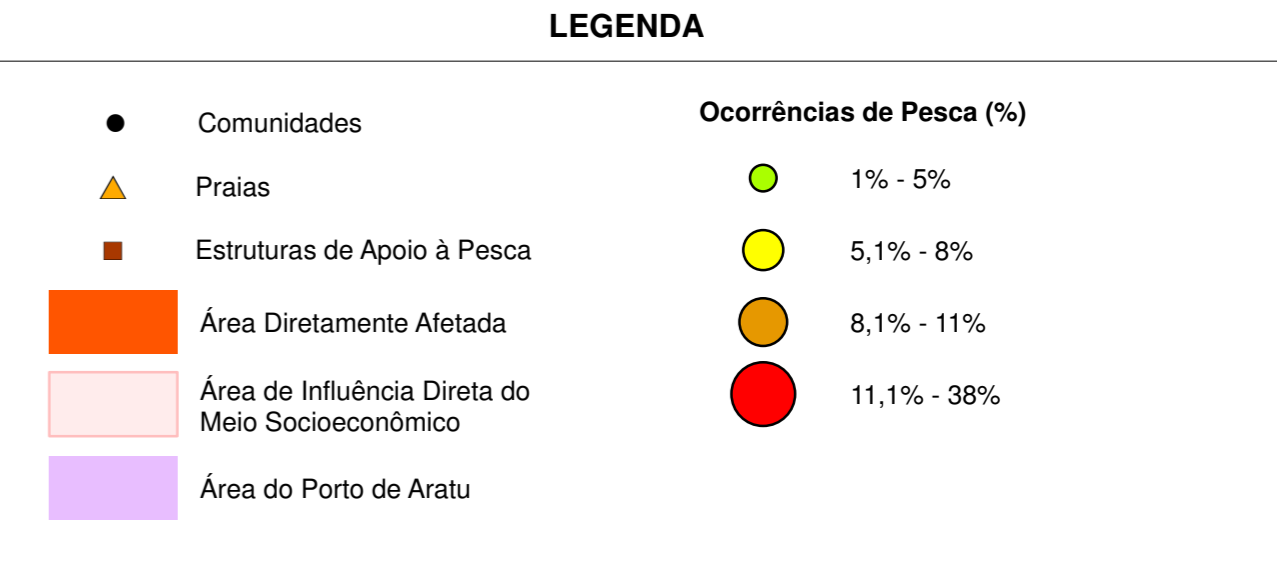 LEGENDA
Comunidades
Praias
Estruturas de Apoio à Pesca
Área Diretamente Afetada
Área de Influência Direta do
Meio Socioeconômico
Área do Porto de Aratu
Ocorrências de Pesca (%)
1% - 5%
5,1% - 8%
8,1% - 11%
11,1% - 38%